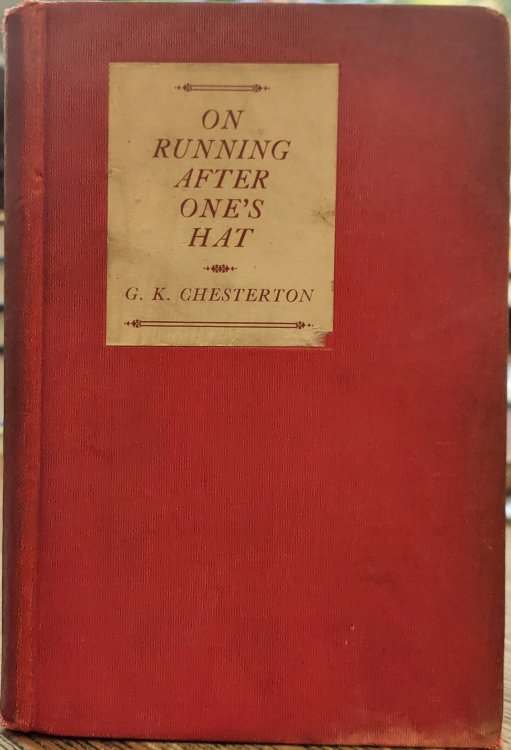 ON
RUNNING
AFTER
ONE'S
HAT
G. K. CHESTERTON